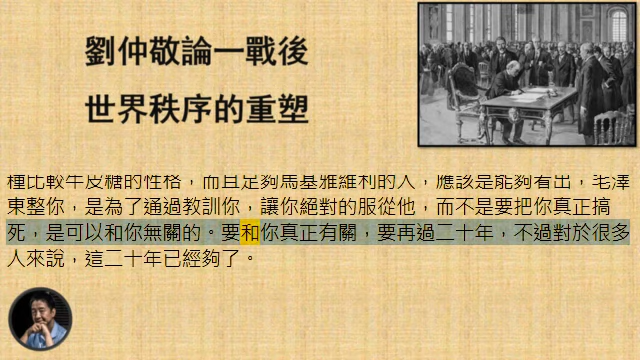 劉仲敬論一戰後
世界秩序的重塑
種比較牛皮糖的性格，而且足夠馬基雅維利的人，應該是能夠看出，毛澤
東整你，是為了通過教訓你，讓你絕對的服從他，而不是要把你真正搞
死，是可以和你無關的。要和你真正有關，要再過二十年，不過對於很多
人來說，這二十年已經夠了。